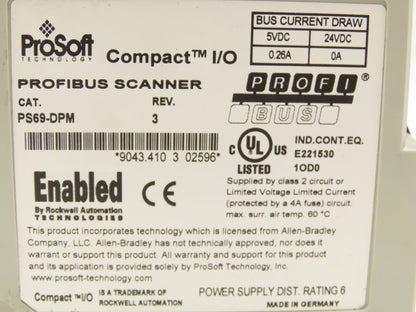 ProSoft
TECHNOLOGY
Compact™ I/O
BUS CURRENT DRAW
5VDC 24VDC
0.26A 0A
PROFIBUS SCANNER
CAT. REV.
PS69-DPM 3
PROFI
BUS
®
*9043.410 3 02596*
C UL US
LISTED
IND.CONT.EQ.
E221530
1OD0
Enabled
By Rockwell Automation
TECHNOLOGIES
CE
Supplied by class 2 circuit or
Limited Voltage Limited Current
(protected by a 4A fuse) circuit.
max. surr. air temp. 60 °C
This product incorporates technology which is licensed from Allen-Bradley
Company, LLC. Allen-Bradley has not technically approved, nor does it
warrant or support this product. All warranty and support for this product
and its application is provided solely by ProSoft Technology, Inc.
www.prosoft-technology.com
Compact ™I/O IS A TRADEMARK OF
ROCKWELL AUTOMATION
POWER SUPPLY DIST. RATING 6
MADE IN GERMANY